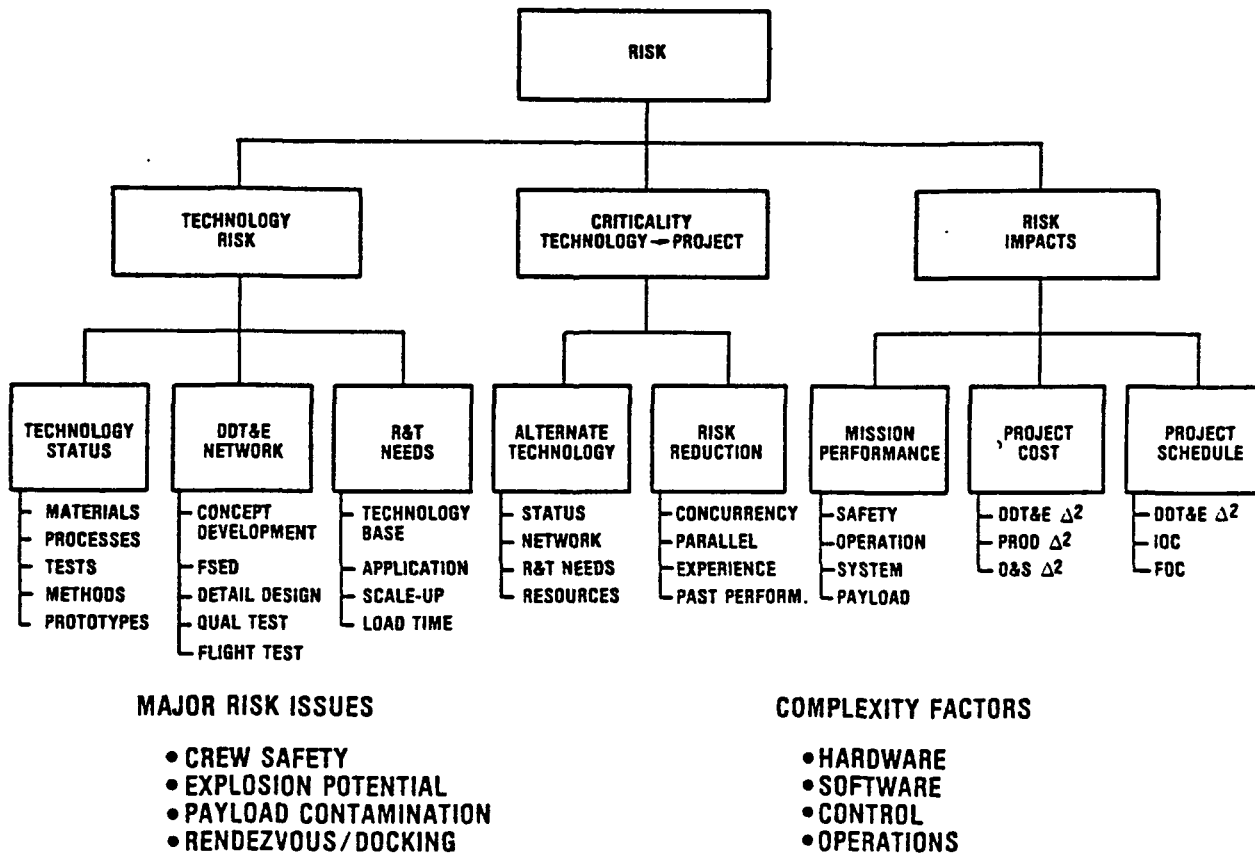 RISK
TECHNOLOGY
RISK
CRITICALITY
TECHNOLOGY → PROJECT
RISK
IMPACTS
TECHNOLOGY
STATUS
MATERIALS
PROCESSES
TESTS
METHODS
PROTOTYPES
DDT&E
NETWORK
CONCEPT
DEVELOPMENT
FSED
DETAIL DESIGN
QUAL TEST
FLIGHT TEST
R&T
NEEDS
TECHNOLOGY
BASE
APPLICATION
SCALE-UP
LOAD TIME
ALTERNATE
TECHNOLOGY
STATUS
NETWORK
R&T NEEDS
RESOURCES
RISK
REDUCTION
CONCURRENCY
PARALLEL
EXPERIENCE
PAST PERFORM.
MISSION
PERFORMANCE
SAFETY
OPERATION
SYSTEM
PAYLOAD
PROJECT
COST
DDT&E Δ2
PROD Δ2
O&S Δ2
PROJECT
SCHEDULE
DDT&E Δ2
IOC
FOC
MAJOR RISK ISSUES
• CREW SAFETY
• EXPLOSION POTENTIAL
• PAYLOAD CONTAMINATION
• RENDEZVOUS/DOCKING
COMPLEXITY FACTORS
• HARDWARE
• SOFTWARE
• CONTROL
• OPERATIONS